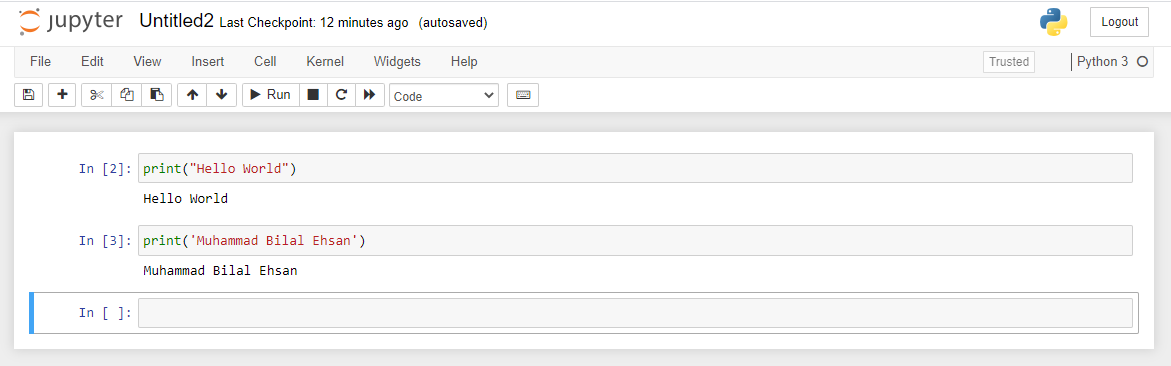 jupyter Untitled2 Last Checkpoint: 12 minutes ago (autosaved) Logout
File Edit View Insert Cell Kernel Widgets Help Trusted Python 3
Run Code
In [2]: print("Hello World")
Hello World
In [3]: print('Muhammad Bilal Ehsan')
Muhammad Bilal Ehsan
In [ ]: